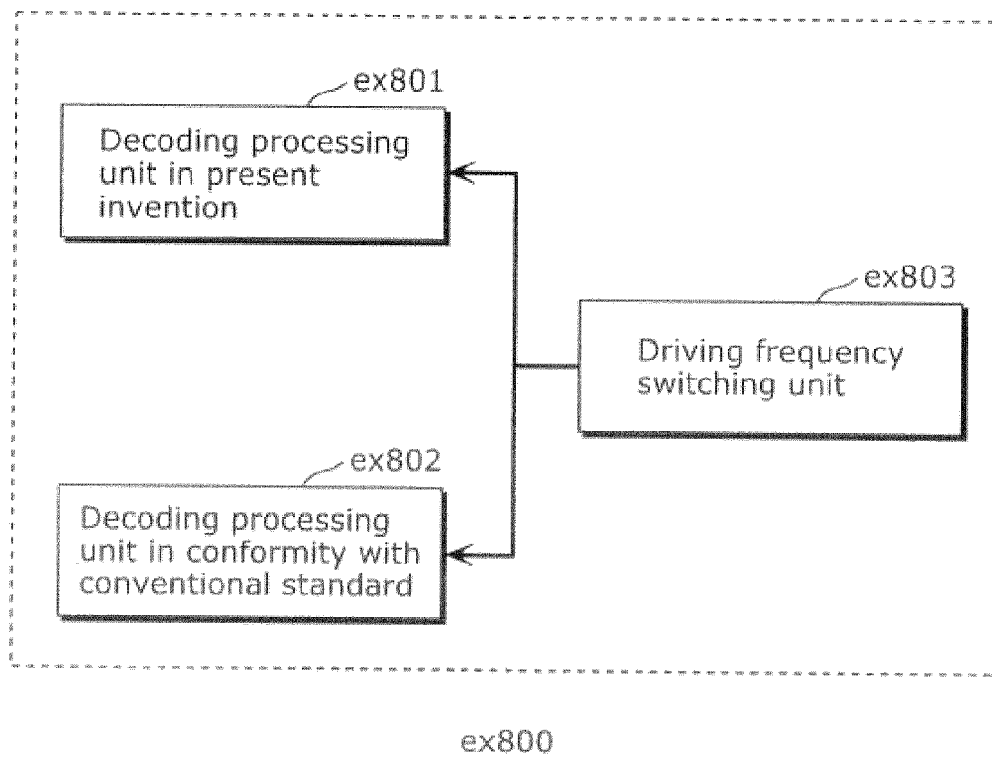 ex801
Decoding processing
unit in present
invention
ex803
Driving frequency
switching unit
ex802
Decoding processing
unit in conformity with
conventional standard
ex800